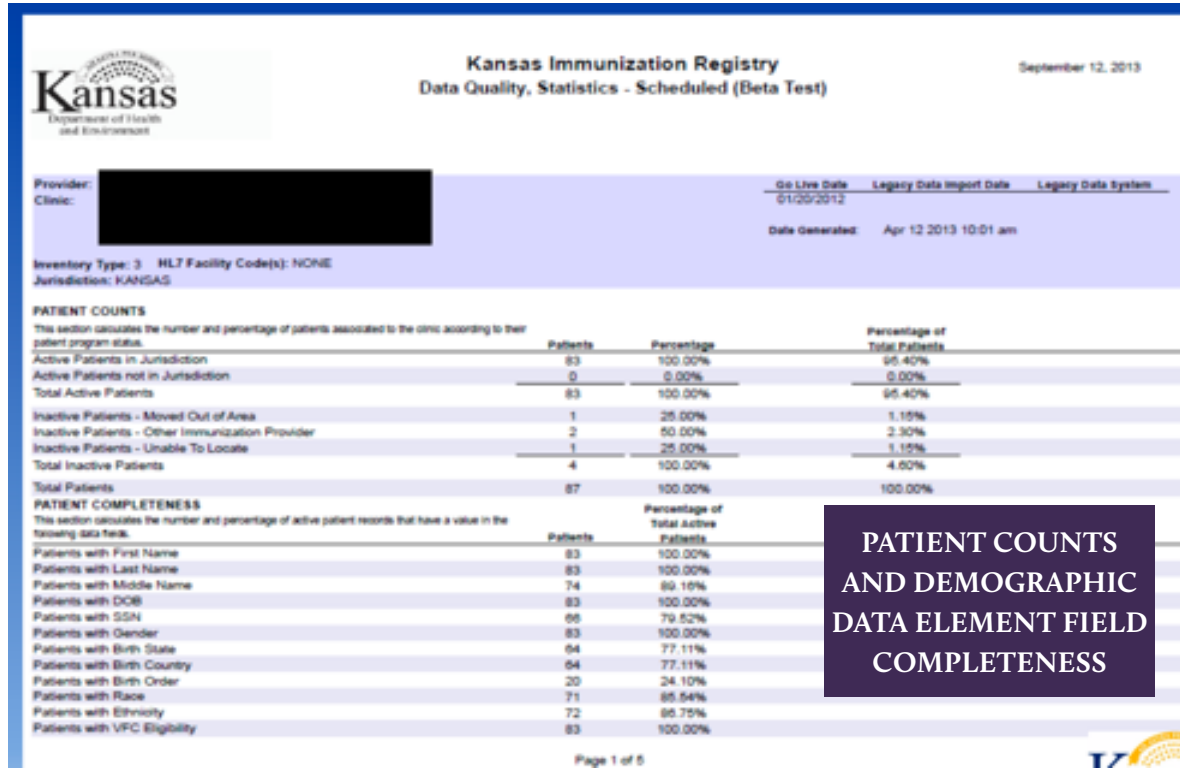 Kansas
Department of Health
and Environment
Kansas Immunization Registry
Data Quality, Statistics - Scheduled (Beta Test)
September 12, 2013
Provider:
Clinic:
Go Live Date Legacy Data Import Date Legacy Data System
01/20/2012
Date Generated: Apr 12 2013 10:01 am
Inventory Type: 3 HL7 Facility Code(s): NONE
Jurisdiction: KANSAS
PATIENT COUNTS
This section calculates the number and percentage of patients associated to the clinic according to their
patient program status.
Patients Percentage Percentage of
Total Patients
Active Patients in Jurisdiction 83 100.00% 95.40%
Active Patients not in Jurisdiction 0 0.00% 0.00%
Total Active Patients 83 100.00% 95.40%
Inactive Patients - Moved Out of Area 1 25.00% 1.15%
Inactive Patients - Other Immunization Provider 2 50.00% 2.30%
Inactive Patients - Unable To Locate 1 25.00% 1.15%
Total Inactive Patients 4 100.00% 4.60%
Total Patients 87 100.00% 100.00%
PATIENT COMPLETENESS
This section calculates the number and percentage of active patient records that have a value in the
following data fields.
Patients Percentage of
Total Active
Patients
Patients with First Name 83 100.00%
Patients with Last Name 83 100.00%
Patients with Middle Name 74 89.16%
Patients with DOB 83 100.00%
Patients with SSN 66 79.52%
Patients with Gender 83 100.00%
Patients with Birth State 64 77.11%
Patients with Birth Country 64 77.11%
Patients with Birth Order 20 24.10%
Patients with Race 71 85.54%
Patients with Ethnicity 72 86.75%
Patients with VFC Eligibility 83 100.00%
PATIENT COUNTS
AND DEMOGRAPHIC
DATA ELEMENT FIELD
COMPLETENESS
Page 1 of 5